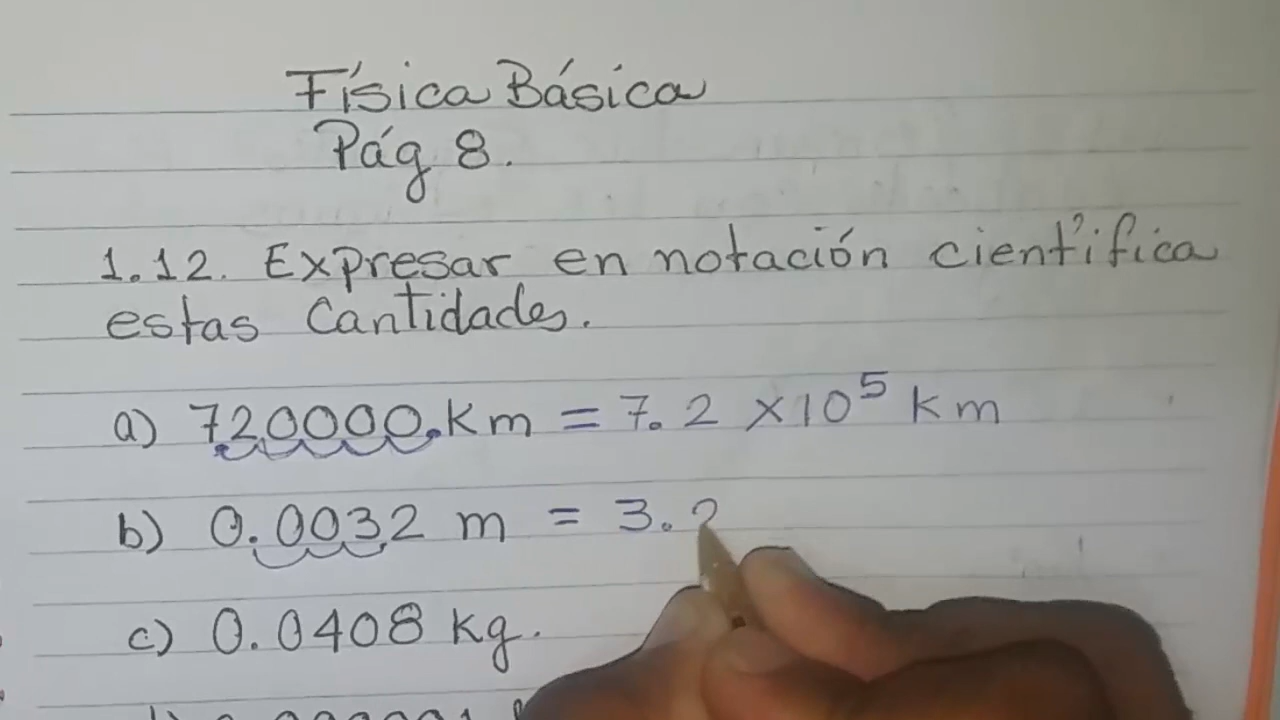 Física Básica
Pág 8.
1.12. Expresar en notación científica
estas Cantidades.
a) 720000. Km = 7.2 x10⁵ Km
b) 0.0032 m = 3.2
c) 0.0408 kg.